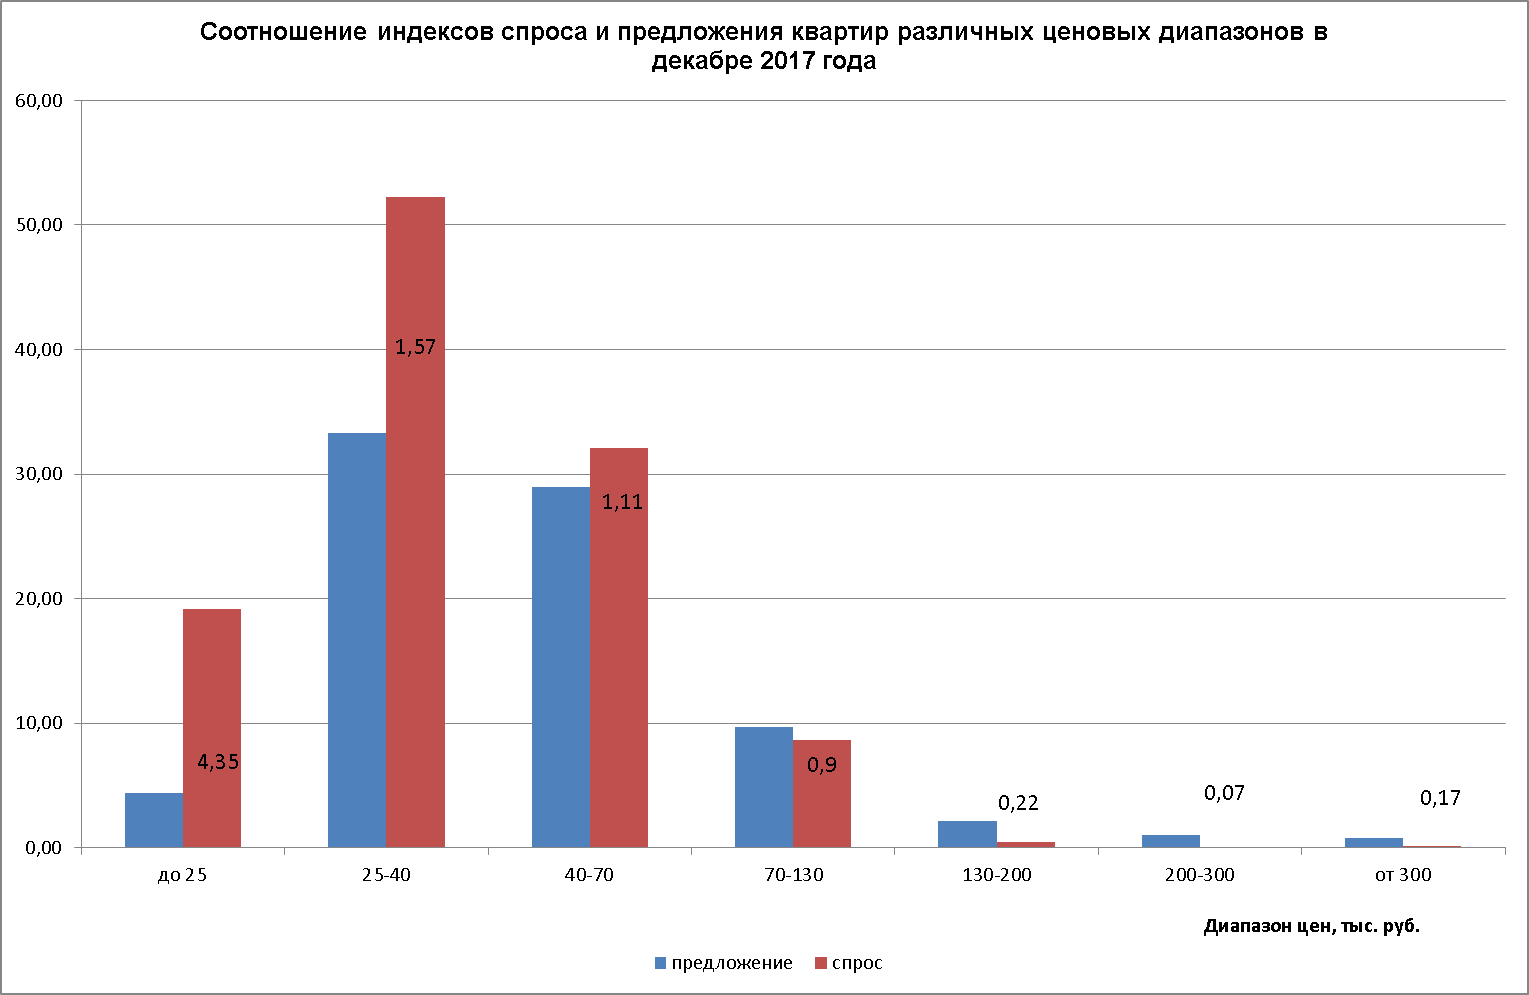 Соотношение индексов спроса и предложения квартир различных ценовых диапазонов в
декабре 2017 года
60,00
50,00
40,00
30,00
20,00
10,00
0,00
4,35
1,57
1,11
0,9
0,22
0,07
0,17
до 25
25-40
40-70
70-130
130-200
200-300
от 300
Диапазон цен, тыс. руб.
предложение
спрос